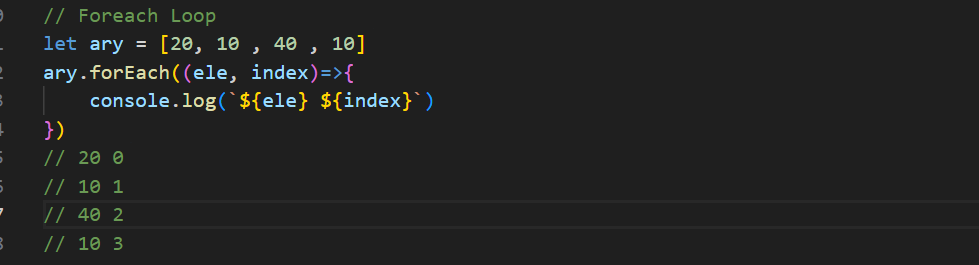 // Foreach Loop
let ary = [20, 10 , 40 , 10]
ary.forEach((ele, index)=>{
    console.log(`${ele} ${index}`)
})
// 20 0
// 10 1
// 40 2
// 10 3